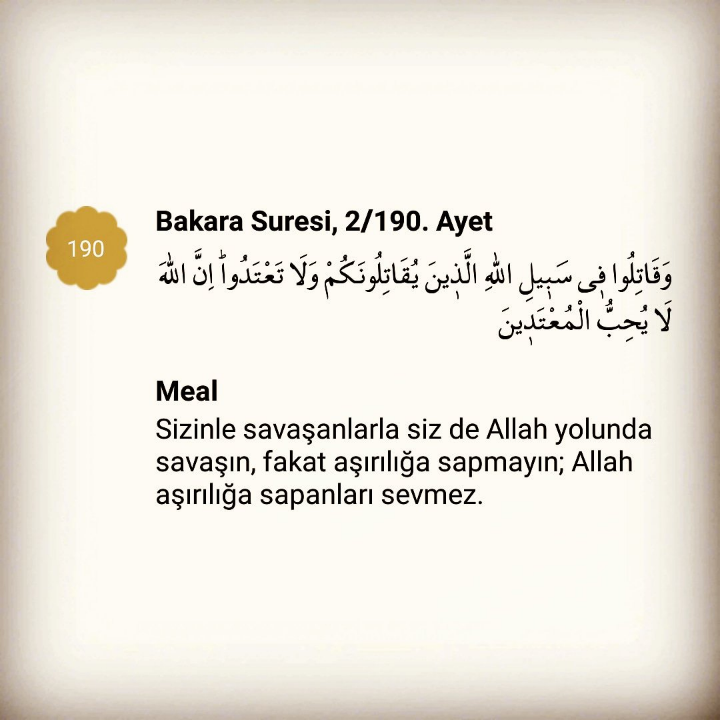 190
Bakara Suresi, 2/190. Ayet
وَقَاتِلُوا فٖى سَبٖيلِ اللّٰهِ الَّذٖينَ يُقَاتِلُونَكُمْ وَلَا تَعْتَدُواؕ اِنَّ اللّٰهَ
لَا يُحِبُّ الْمُعْتَدٖينَ
Meal
Sizinle savaşanlarla siz de Allah yolunda
savaşın, fakat aşırılığa sapmayın; Allah
aşırılığa sapanları sevmez.